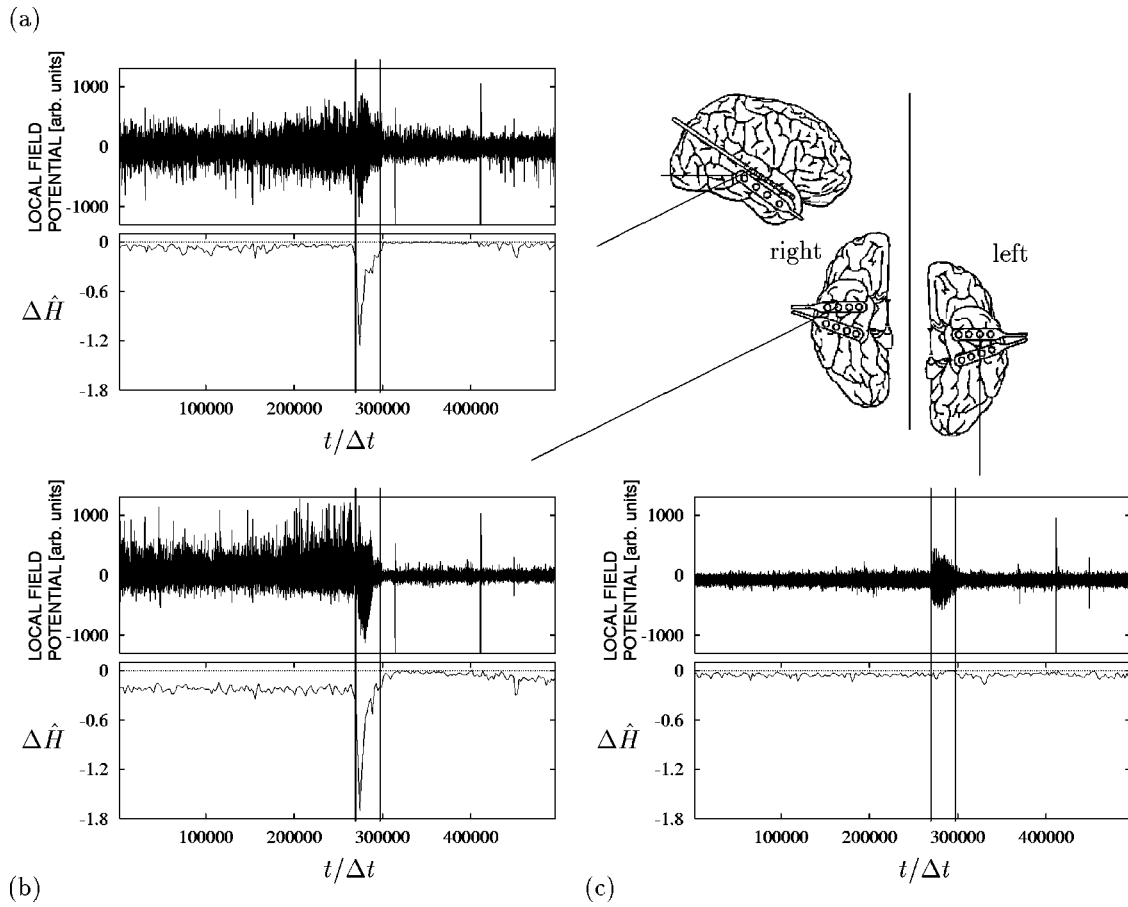 (a)
LOCAL FIELD
POTENTIAL [arb. units]
1000
0
-1000
0
-0.6
-1.2
-1.8
ΔĤ
100000 200000 300000 400000
t/Δt
right
left
LOCAL FIELD
POTENTIAL [arb. units]
1000
0
-1000
0
-0.6
-1.2
-1.8
ΔĤ
100000 200000 300000 400000
t/Δt
(b)
LOCAL FIELD
POTENTIAL [arb. units]
1000
0
-1000
0
-0.6
-1.2
-1.8
ΔĤ
100000 200000 300000 400000
t/Δt
(c)